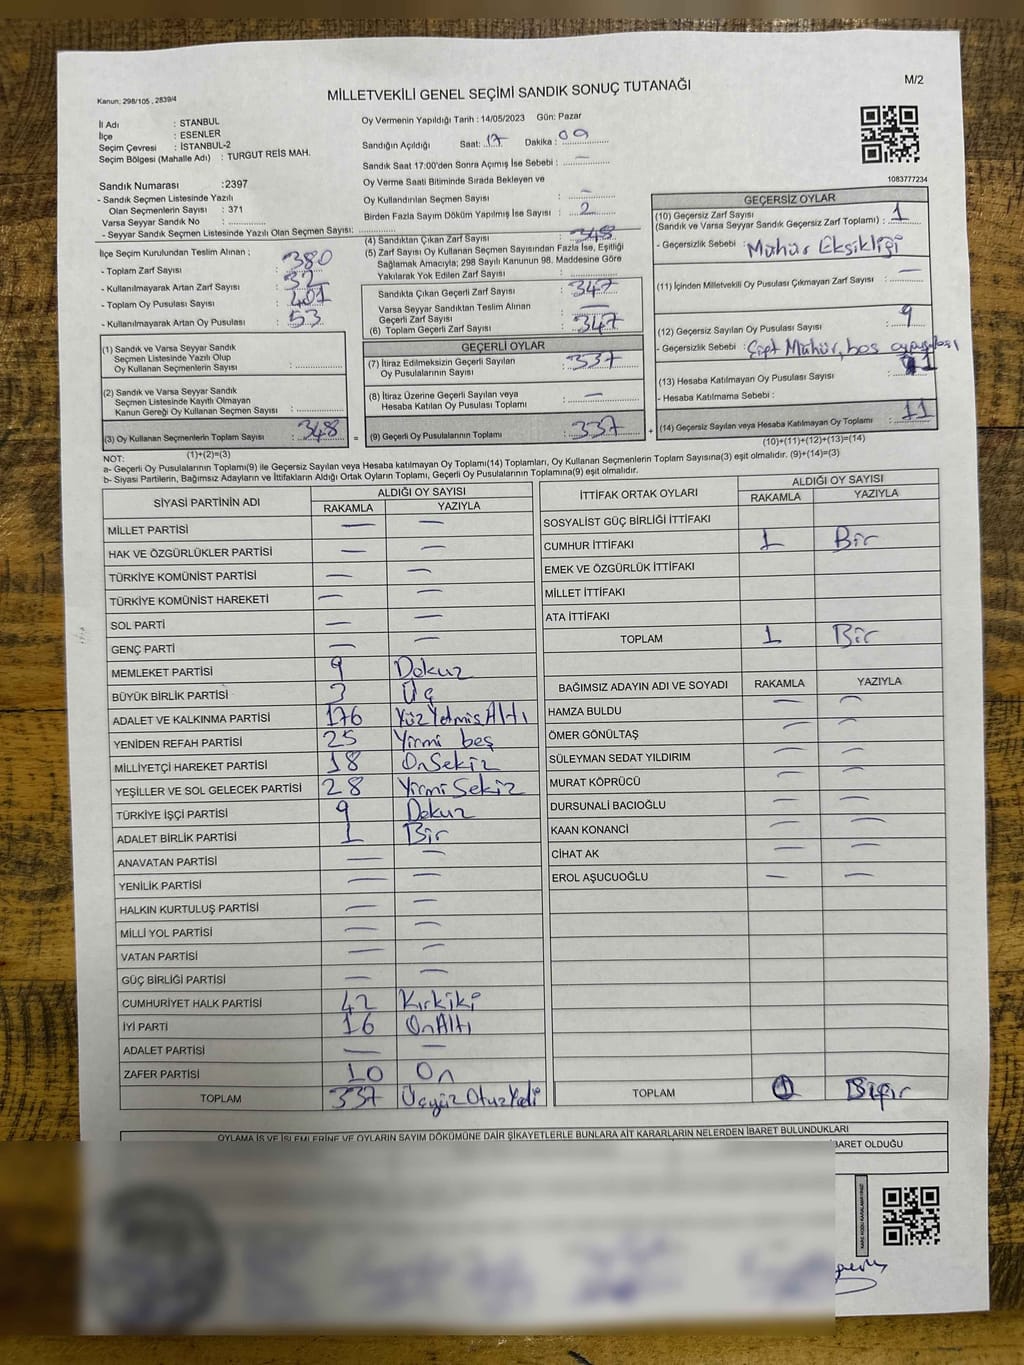 M/2
Kanun: 298/105 , 2839/4
MİLLETVEKİLİ GENEL SEÇİMİ SANDIK SONUÇ TUTANAĞI
İl Adı : STANBUL
İlçe : ESENLER
Seçim Çevresi : İSTANBUL-2
Seçim Bölgesi (Mahalle Adı) : TURGUT REİS MAH.
Sandık Numarası :2397
- Sandık Seçmen Listesinde Yazılı
Olan Seçmenlerin Sayısı : 371
Varsa Seyyar Sandık No : ..................
- Seyyar Sandık Seçmen Listesinde Yazılı Olan Seçmen Sayısı: ..................
Oy Vermenin Yapıldığı Tarih : 14/05/2023 Gün: Pazar
Sandığın Açıldığı Saat: 17 Dakika : 09
Sandık Saat 17:00'den Sonra Açımış İse Sebebi : —
Oy Verme Saati Bitiminde Sırada Bekleyen ve
Oy Kullandırılan Seçmen Sayısı : —
Birden Fazla Sayım Döküm Yapılmış İse Sayısı : 2
1083777234
İlçe Seçim Kurulundan Teslim Alınan ;
- Toplam Zarf Sayısı : 380
- Kullanılmayarak Artan Zarf Sayısı : 32
- Toplam Oy Pusulası Sayısı : 401
- Kullanılmayarak Artan Oy Pusulası : 53
(4) Sandıktan Çıkan Zarf Sayısı : 348
(5) Zarf Sayısı Oy Kullanan Seçmen Sayısından Fazla İse, Eşitliği
Sağlamak Amacıyla; 298 Sayılı Kanunun 98. Maddesine Göre
Yakılarak Yok Edilen Zarf Sayısı :
Sandıkta Çıkan Geçerli Zarf Sayısı : 347
Varsa Seyyar Sandıktan Teslim Alınan
Geçerli Zarf Sayısı : —
(6) Toplam Geçerli Zarf Sayısı : 347
GEÇERSİZ OYLAR
(10) Geçersiz Zarf Sayısı
(Sandık ve Varsa Seyyar Sandık Geçersiz Zarf Toplamı) : 1
- Geçersizlik Sebebi : Mühür Eksikliği
(11) İçinden Milletvekili Oy Pusulası Çıkmayan Zarf Sayısı : —
(12) Geçersiz Sayılan Oy Pusulası Sayısı : 9
- Geçersizlik Sebebi : Çift Mühür, boş oy pusulası
(13) Hesaba Katılmayan Oy Pusulası Sayısı : 1
- Hesaba Katılmama Sebebi :
(14) Geçersiz Sayılan veya Hesaba Katılmayan Oy Toplamı : 11
(10)+(11)+(12)+(13)=(14)
(1) Sandık ve Varsa Seyyar Sandık
Seçmen Listesinde Yazılı Olup
Oy Kullanan Seçmenlerin Sayısı :
(2) Sandık ve Varsa Seyyar Sandık
Seçmen Listesinde Kayıtlı Olmayan
Kanun Gereği Oy Kullanan Seçmen Sayısı :
(3) Oy Kullanan Seçmenlerin Toplam Sayısı : 348
(1)+(2)=(3)
=
GEÇERLİ OYLAR
(7) İtiraz Edilmeksizin Geçerli Sayılan
Oy Pusulalarının Sayısı : 337
(8) İtiraz Üzerine Geçerli Sayılan veya
Hesaba Katılan Oy Pusulası Toplamı : —
(9) Geçerli Oy Pusulalarının Toplamı : 337
+
NOT:
a- Geçerli Oy Pusulalarının Toplamı(9) ile Geçersiz Sayılan veya Hesaba katılmayan Oy Toplamı(14) Toplamları, Oy Kullanan Seçmenlerin Toplam Sayısına(3) eşit olmalıdır. (9)+(14)=(3)
b- Siyasi Partilerin, Bağımsız Adayların ve İttifakların Aldığı Ortak Oyların Toplamı, Geçerli Oy Pusulalarının Toplamına(9) eşit olmalıdır.
SİYASİ PARTİNİN ADI ALDIĞI OY SAYISI
RAKAMLA YAZIYLA
MİLLET PARTİSİ — —
HAK VE ÖZGÜRLÜKLER PARTİSİ — —
TÜRKİYE KOMÜNİST PARTİSİ — —
TÜRKİYE KOMÜNİST HAREKETİ — —
SOL PARTİ — —
GENÇ PARTİ — —
MEMLEKET PARTİSİ 9 Dokuz
BÜYÜK BİRLİK PARTİSİ 3 Üç
ADALET VE KALKINMA PARTİSİ 176 YüzYetmişAltı
YENİDEN REFAH PARTİSİ 25 Yirmi beş
MİLLİYETÇİ HAREKET PARTİSİ 18 OnSekiz
YEŞİLLER VE SOL GELECEK PARTİSİ 28 YirmiSekiz
TÜRKİYE İŞÇİ PARTİSİ 9 Dokuz
ADALET BİRLİK PARTİSİ 1 Bir
ANAVATAN PARTİSİ — —
YENİLİK PARTİSİ — —
HALKIN KURTULUŞ PARTİSİ — —
MİLLİ YOL PARTİSİ — —
VATAN PARTİSİ — —
GÜÇ BİRLİĞİ PARTİSİ — —
CUMHURİYET HALK PARTİSİ 42 Kırkiki
İYİ PARTİ 16 OnAltı
ADALET PARTİSİ — —
ZAFER PARTİSİ 10 On
TOPLAM 337 ÜçyüzOtuzYedi
İTTİFAK ORTAK OYLARI ALDIĞI OY SAYISI
RAKAMLA YAZIYLA
SOSYALİST GÜÇ BİRLİĞİ İTTİFAKI
CUMHUR İTTİFAKI 1 Bir
EMEK VE ÖZGÜRLÜK İTTİFAKI
MİLLET İTTİFAKI
ATA İTTİFAKI
TOPLAM 1 Bir
BAĞIMSIZ ADAYIN ADI VE SOYADI RAKAMLA YAZIYLA
HAMZA BULDU — —
ÖMER GÖNÜLTAŞ — —
SÜLEYMAN SEDAT YILDIRIM — —
MURAT KÖPRÜCÜ — —
DURSUNALİ BACIOĞLU — —
KAAN KONANCİ — —
CİHAT AK — —
EROL AŞUCUOĞLU — —
TOPLAM
OYLAMA İŞ VE İŞLEMLERİNE VE OYLARIN SAYIM DÖKÜMÜNE DAİR ŞİKAYETLERLE BUNLARA AİT KARARLARIN NELERDEN İBARET BULUNDUKLARI
İBARET OLDUĞU